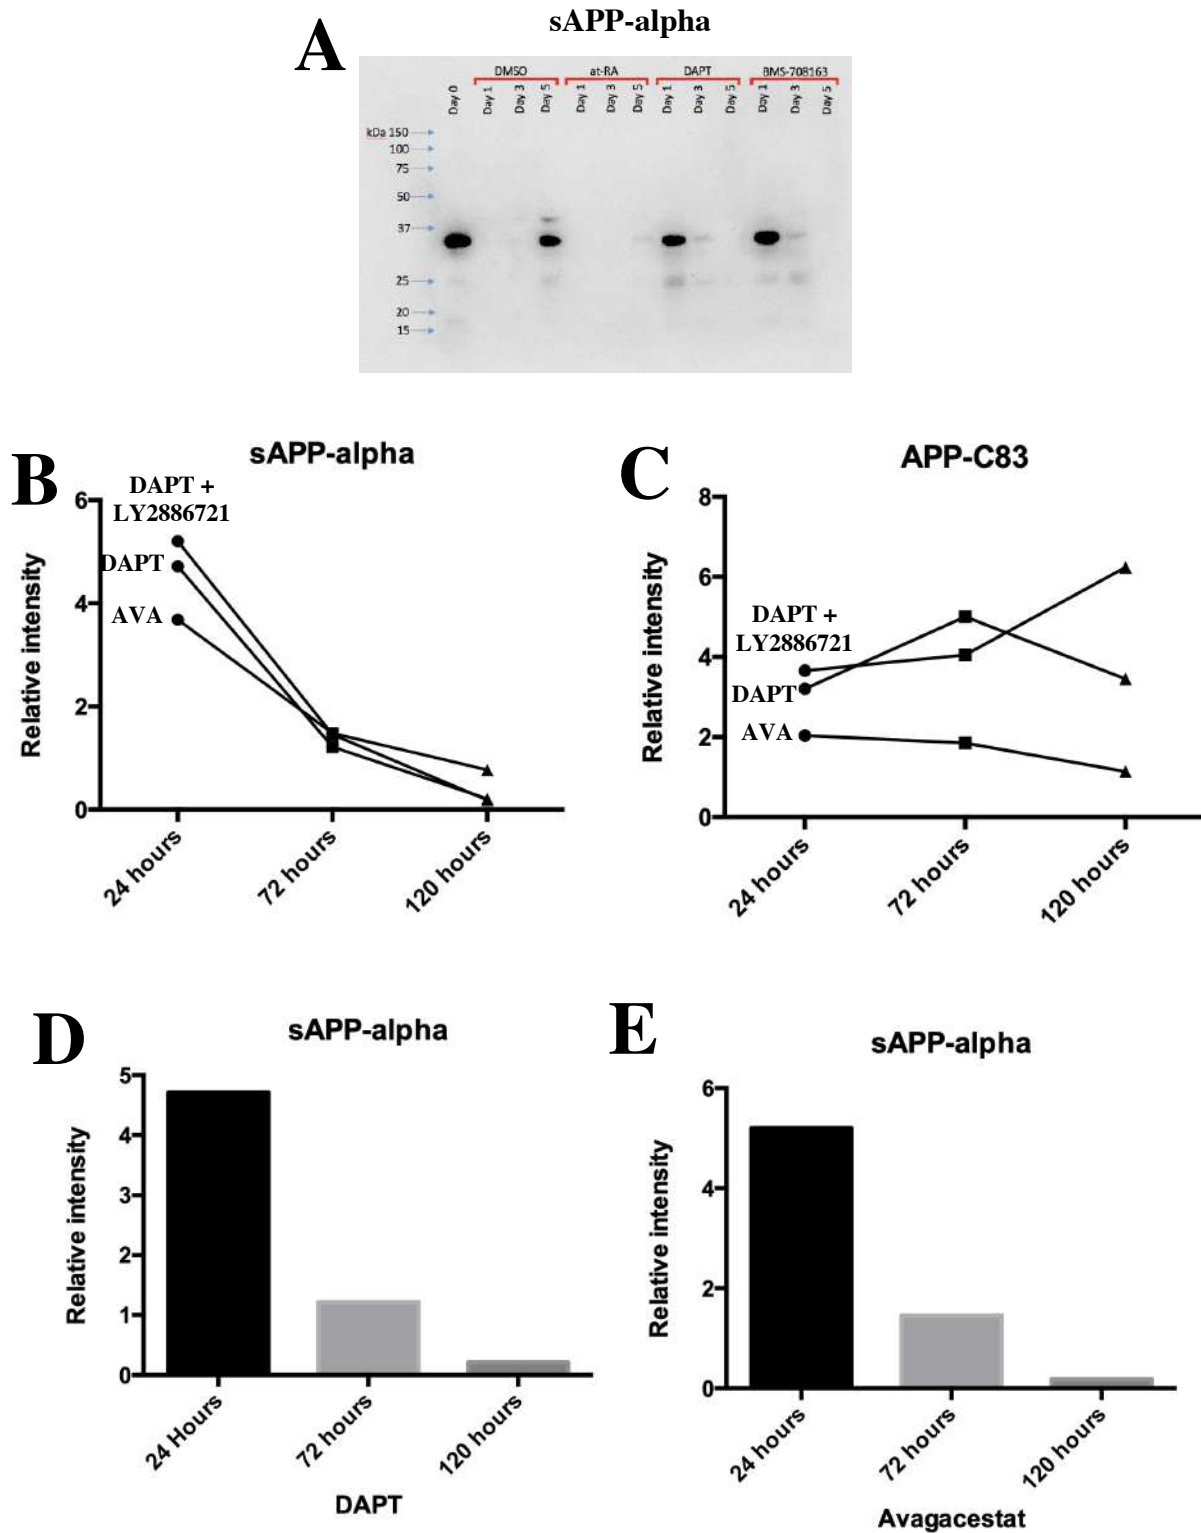 A
sAPP-alpha
DMSO at-RA DAPT BMS-708163
Day 0 Day 1 Day 3 Day 5 Day 1 Day 3 Day 5 Day 1 Day 3 Day 5 Day 1 Day 3 Day 5
kDa 150
100
75
50
37
25
20
15
B
sAPP-alpha
DAPT +
LY2886721
DAPT
AVA
Relative intensity
6
4
2
0
24 hours
72 hours
120 hours
C
APP-C83
DAPT +
LY2886721
DAPT
AVA
Relative intensity
8
6
4
2
0
24 hours
72 hours
120 hours
D
sAPP-alpha
Relative intensity
5
4
3
2
1
0
24 Hours
72 hours
120 hours
DAPT
E
sAPP-alpha
Relative intensity
6
4
2
0
24 hours
72 hours
120 hours
Avagacestat